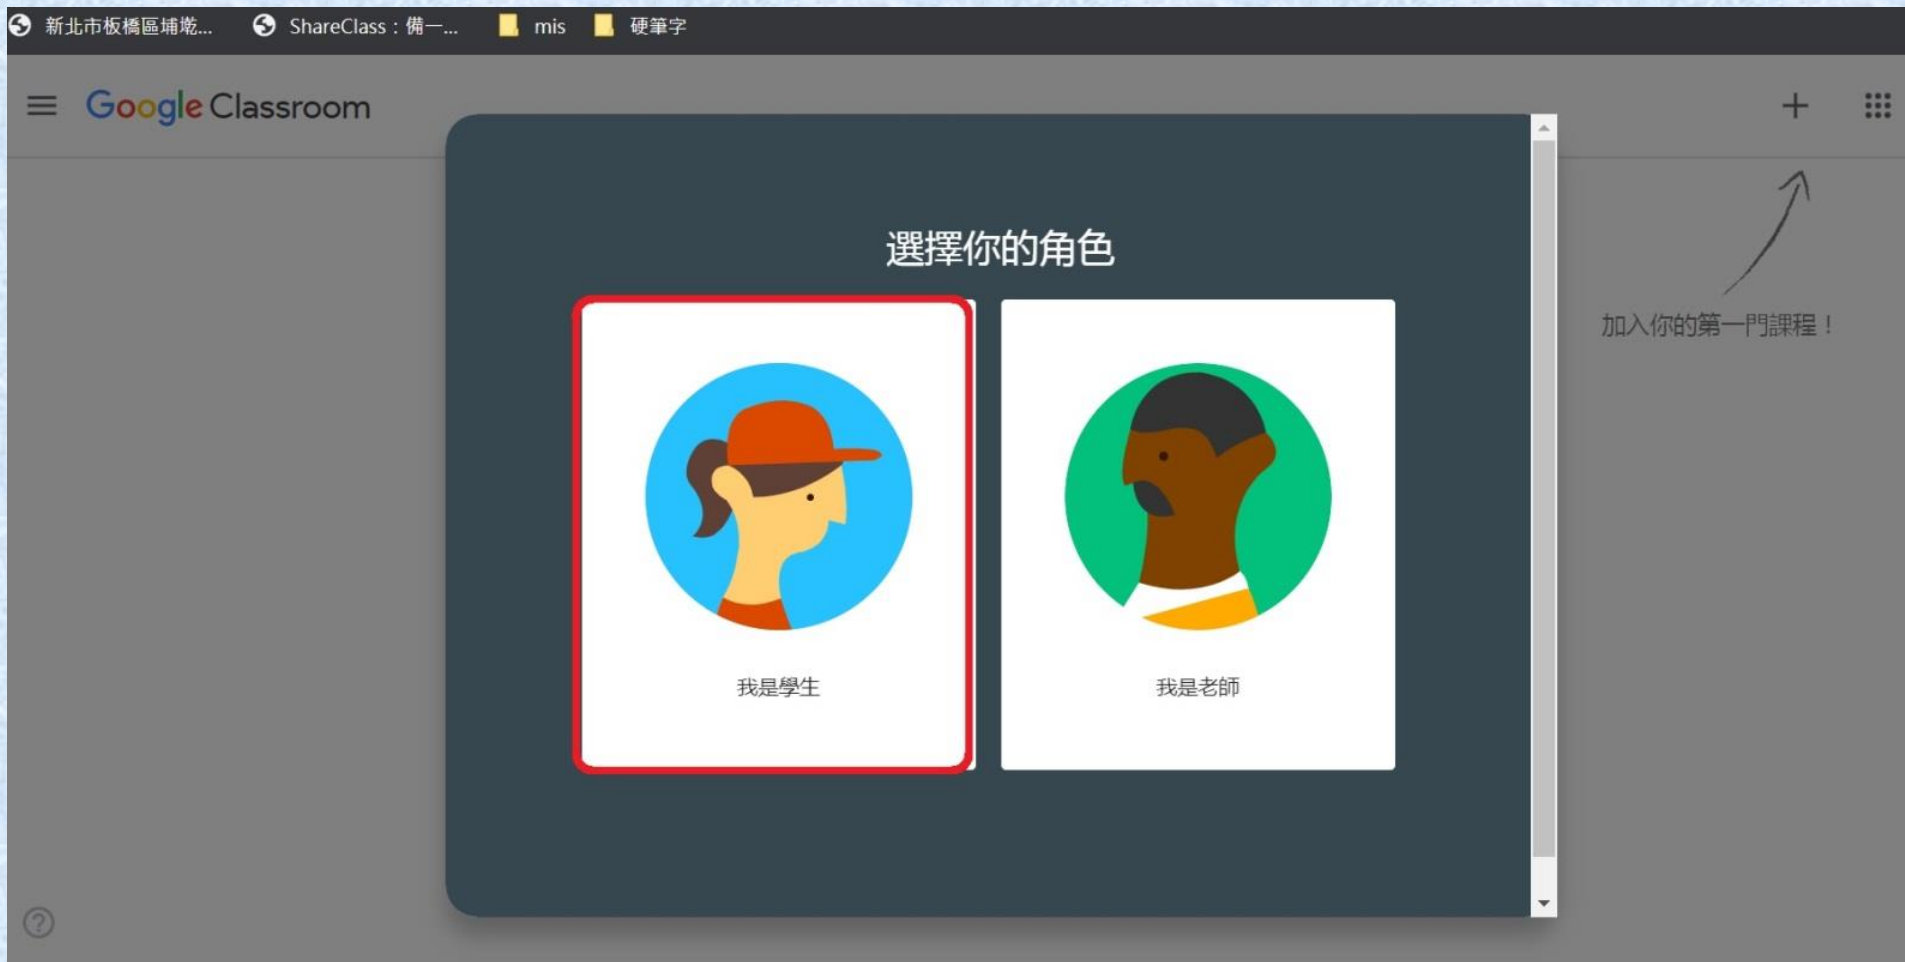 新北市板橋區埔墘... ShareClass：備一... mis 硬筆字
Google Classroom
選擇你的角色
加入你的第一門課程！
我是學生 我是老師